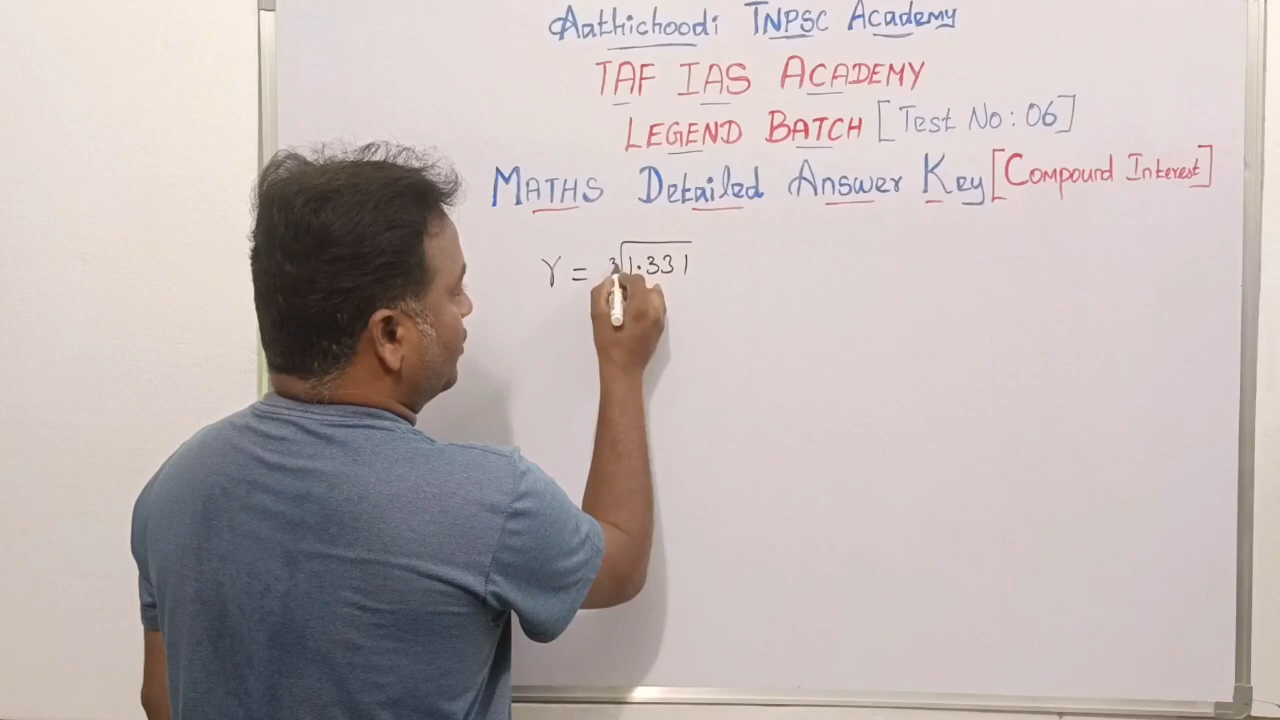 Aathichoodi TNPSC Academy
TAF IAS ACADEMY
LEGEND BATCH [Test No: 06]
MATHS Detailed Answer Key [Compound Interest]
r = ∛1.331